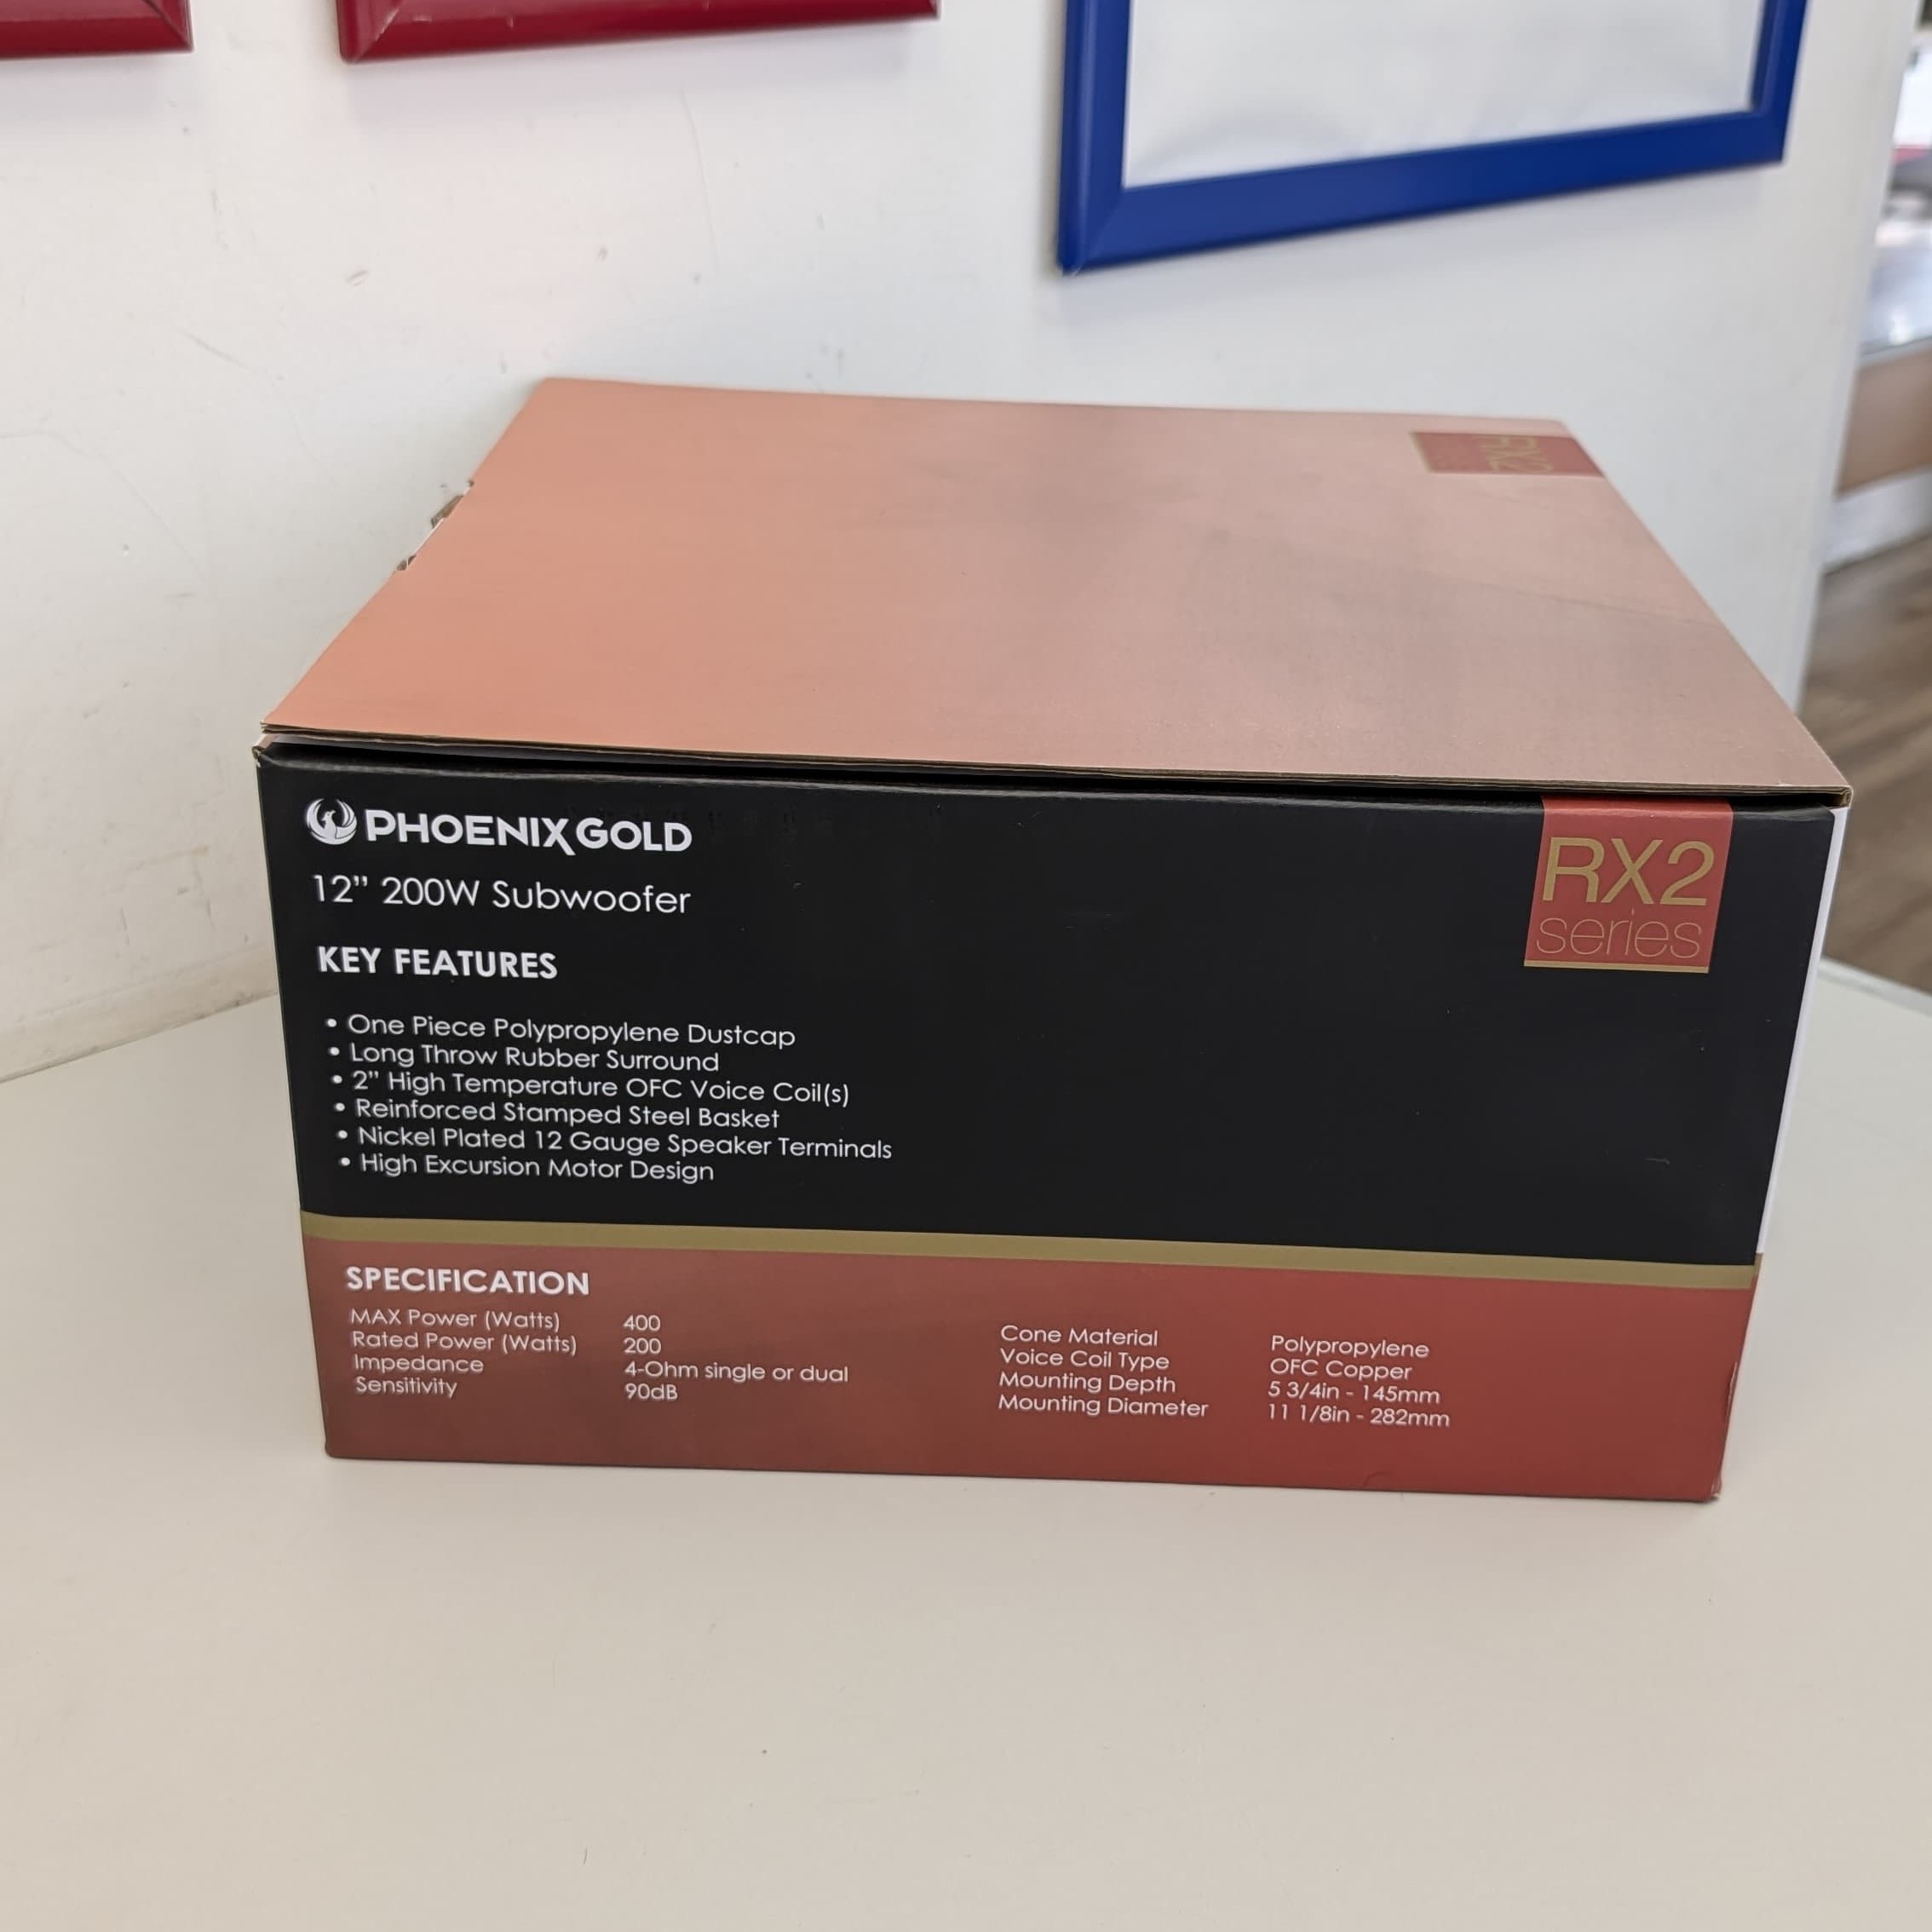 RX2
PHOENIX GOLD
12” 200W Subwoofer
RX2
series
KEY FEATURES
• One Piece Polypropylene Dustcap
• Long Throw Rubber Surround
• 2” High Temperature OFC Voice Coil(s)
• Reinforced Stamped Steel Basket
• Nickel Plated 12 Gauge Speaker Terminals
• High Excursion Motor Design
SPECIFICATION
MAX Power (Watts) 400
Rated Power (Watts) 200
Impedance 4-Ohm single or dual
Sensitivity 90dB
Cone Material Polypropylene
Voice Coil Type OFC Copper
Mounting Depth 5 3/4in - 145mm
Mounting Diameter 11 1/8in - 282mm